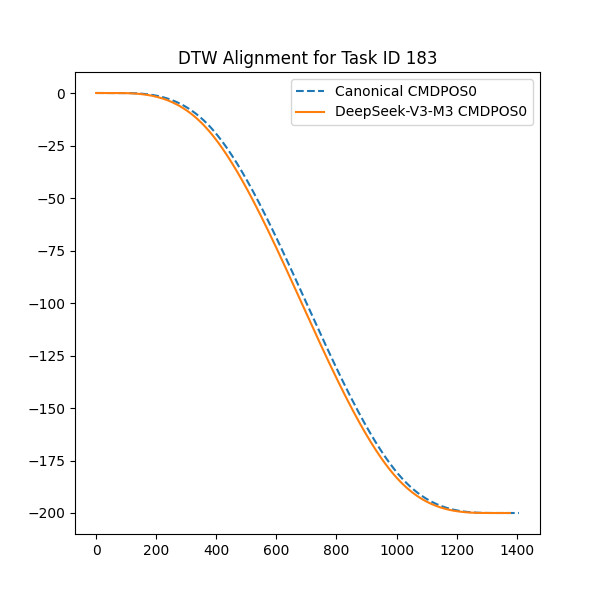 DTW Alignment for Task ID 183
Canonical CMDPOS0
DeepSeek-V3-M3 CMDPOS0
0
−25
−50
−75
−100
−125
−150
−175
−200
0 200 400 600 800 1000 1200 1400